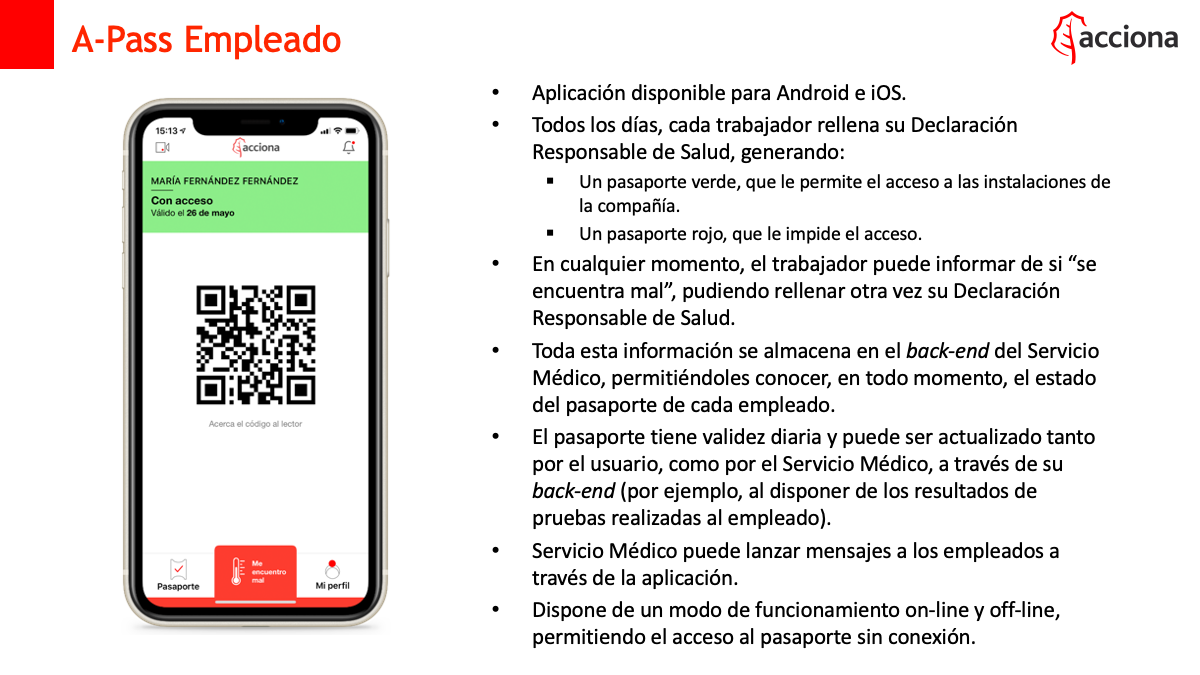 A-Pass Empleado
acciona
15:13
acciona
MARÍA FERNÁNDEZ FERNÁNDEZ
Con acceso
Válido el 26 de mayo
Acerca el código al lector
Pasaporte
Me
encuentro
mal
Mi perfil
• Aplicación disponible para Android e iOS.
• Todos los días, cada trabajador rellena su Declaración
Responsable de Salud, generando:
▪ Un pasaporte verde, que le permite el acceso a las instalaciones de
la compañía.
▪ Un pasaporte rojo, que le impide el acceso.
• En cualquier momento, el trabajador puede informar de si “se
encuentra mal”, pudiendo rellenar otra vez su Declaración
Responsable de Salud.
• Toda esta información se almacena en el back-end del Servicio
Médico, permitiéndoles conocer, en todo momento, el estado
del pasaporte de cada empleado.
• El pasaporte tiene validez diaria y puede ser actualizado tanto
por el usuario, como por el Servicio Médico, a través de su
back-end (por ejemplo, al disponer de los resultados de
pruebas realizadas al empleado).
• Servicio Médico puede lanzar mensajes a los empleados a
través de la aplicación.
• Dispone de un modo de funcionamiento on-line y off-line,
permitiendo el acceso al pasaporte sin conexión.